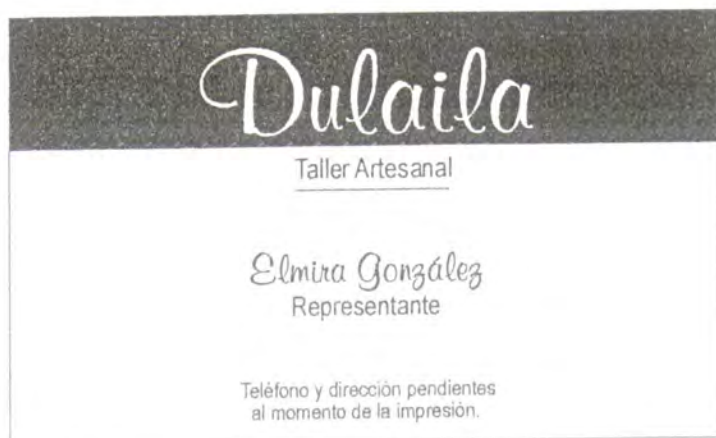 Dulaila
Taller Artesanal
Elmira González
Representante
Teléfono y dirección pendientes
al momento de la impresión.